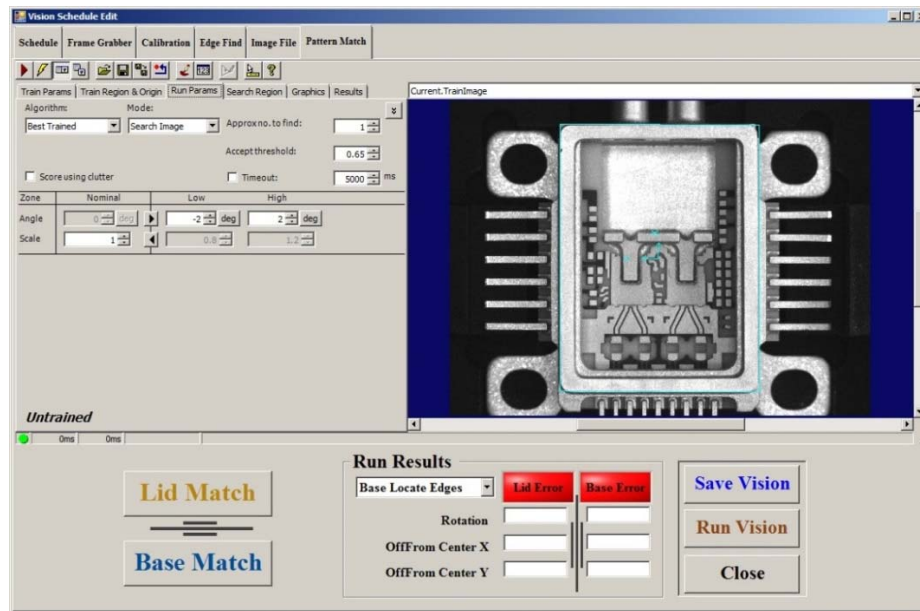 Vision Schedule Edit
Schedule Frame Grabber Calibration Edge Find Image File Pattern Match
Train Params Train Region & Origin Run Params Search Region Graphics Results
Current.TrainImage
Algorithm: Mode:
Best Trained Search Image Approx no. to find: 1
Accept threshold: 0.65
Score using clutter Timeout: 5000 ms
Zone Nominal Low High
Angle 0 deg -2 deg 2 deg
Scale 1 0.8 1.2
Untrained
0ms 0ms
Lid Match
Base Match
Run Results
Base Locate Edges Lid Error Base Error
Rotation
OffFrom Center X
OffFrom Center Y
Save Vision
Run Vision
Close